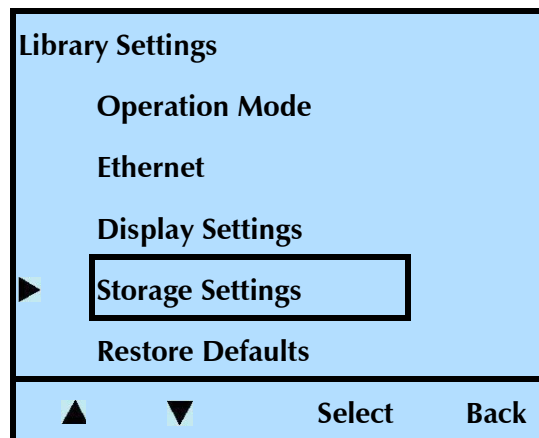 Library Settings
Operation Mode
Ethernet
Display Settings
Storage Settings
Restore Defaults
Select Back